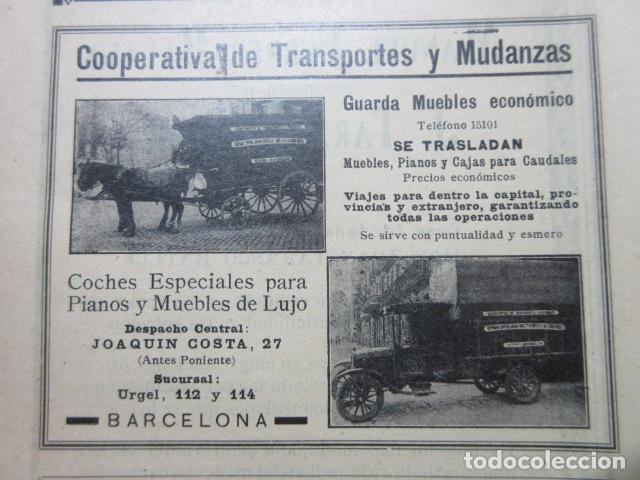 Cooperativa de Transportes y Mudanzas
Guarda Muebles económico
Teléfono 15101
SE TRASLADAN
Muebles, Pianos y Cajas para Caudales
Precios económicos
Viajes para dentro la capital, pro-
vincias y extranjero, garantizando
todas las operaciones
Se sirve con puntualidad y esmero
Coches Especiales para
Pianos y Muebles de Lujo
Despacho Central:
JOAQUIN COSTA, 27
(Antes Poniente)
Sucursal:
Urgel, 112 y 114
BARCELONA
todocoleccion.net